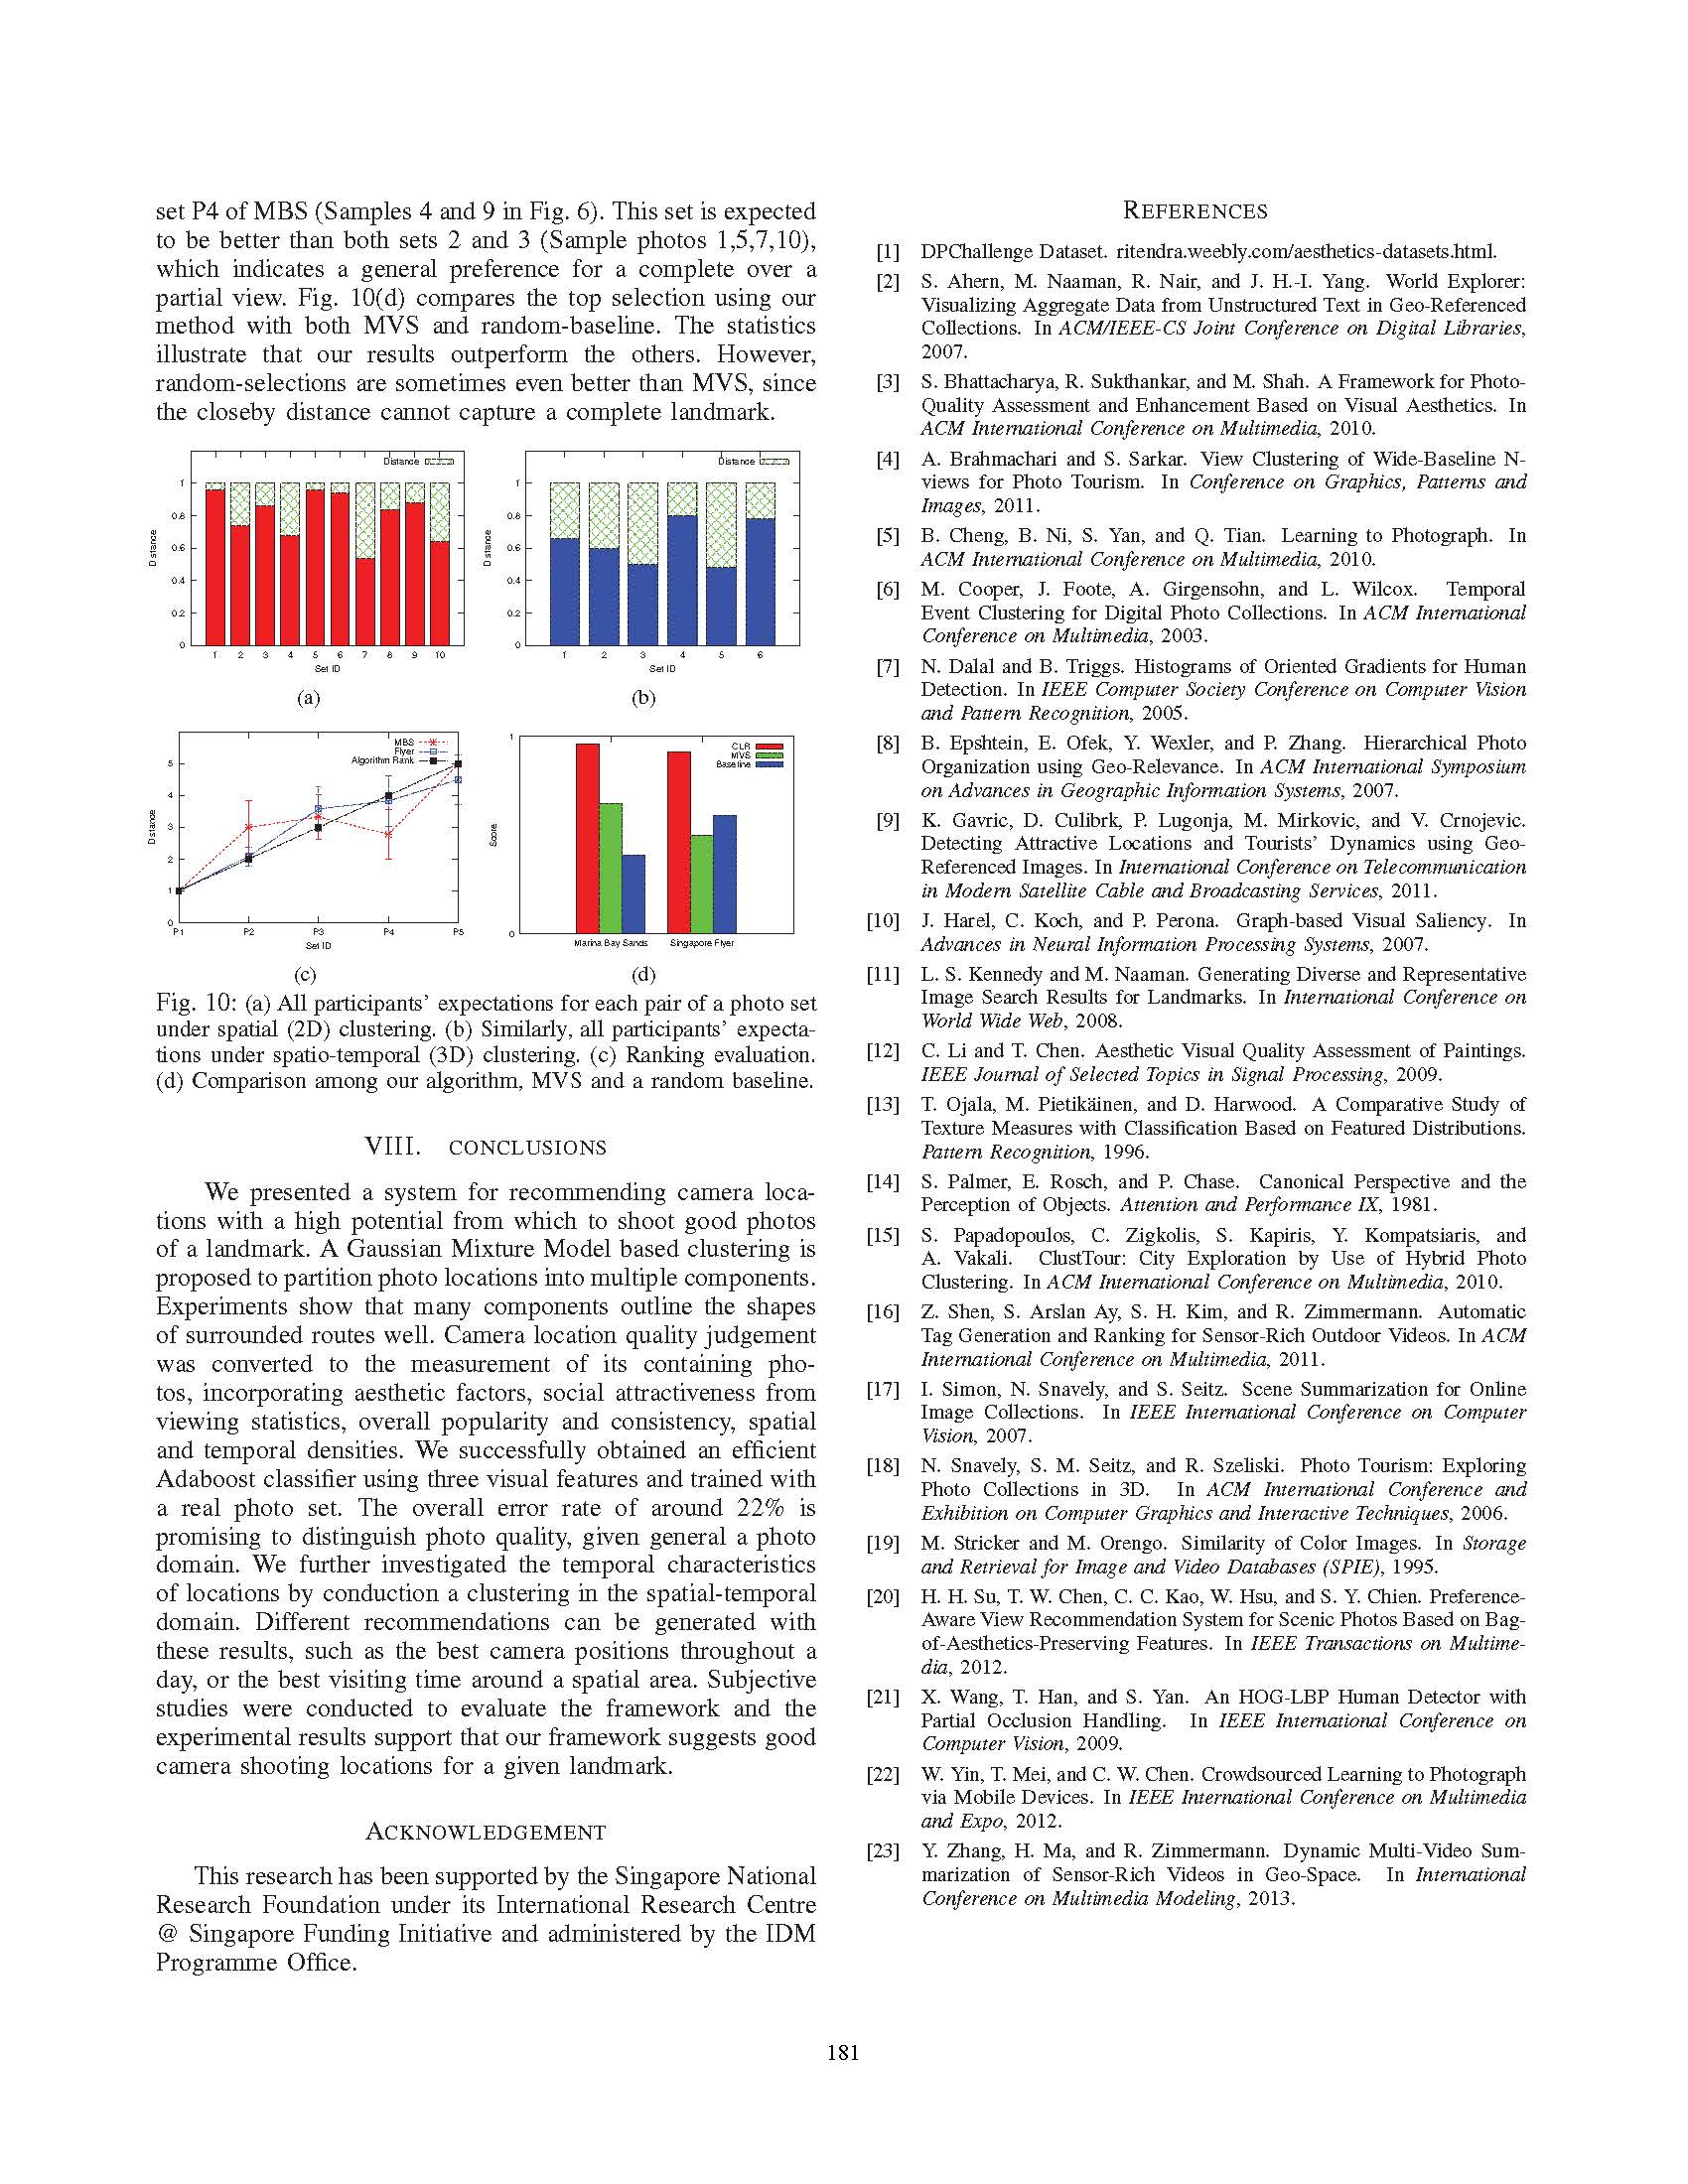 set P4 of MBS (Samples 4 and 9 in Fig. 6). This set is expected
to be better than both sets 2 and 3 (Sample photos 1,5,7,10),
which indicates a general preference for a complete over a
partial view. Fig. 10(d) compares the top selection using our
method with both MVS and random-baseline. The statistics
illustrate that our results outperform the others. However,
random-selections are sometimes even better than MVS, since
the closeby distance cannot capture a complete landmark.
Distance
1
0.8
0.6
0.4
0.2
0
Distance
1 2 3 4 5 6 7 8 9 10
Set ID
(a)
Distance
1
0.8
0.6
0.4
0.2
0
Distance
1 2 3 4 5 6
Set ID
(b)
MBS
Flyer
Algorithm Rank
5
4
3
2
1
0
Distance
P1 P2 P3 P4 P5
Set ID
(c)
CLR
MVS
Baseline
1
0
Score
Marina Bay Sands Singapore Flyer
(d)
Fig. 10: (a) All participants’ expectations for each pair of a photo set
under spatial (2D) clustering. (b) Similarly, all participants’ expecta-
tions under spatio-temporal (3D) clustering. (c) Ranking evaluation.
(d) Comparison among our algorithm, MVS and a random baseline.
VIII. CONCLUSIONS
We presented a system for recommending camera loca-
tions with a high potential from which to shoot good photos
of a landmark. A Gaussian Mixture Model based clustering is
proposed to partition photo locations into multiple components.
Experiments show that many components outline the shapes
of surrounded routes well. Camera location quality judgement
was converted to the measurement of its containing pho-
tos, incorporating aesthetic factors, social attractiveness from
viewing statistics, overall popularity and consistency, spatial
and temporal densities. We successfully obtained an efficient
Adaboost classifier using three visual features and trained with
a real photo set. The overall error rate of around 22% is
promising to distinguish photo quality, given general a photo
domain. We further investigated the temporal characteristics
of locations by conduction a clustering in the spatial-temporal
domain. Different recommendations can be generated with
these results, such as the best camera positions throughout a
day, or the best visiting time around a spatial area. Subjective
studies were conducted to evaluate the framework and the
experimental results support that our framework suggests good
camera shooting locations for a given landmark.
ACKNOWLEDGEMENT
This research has been supported by the Singapore National
Research Foundation under its International Research Centre
@ Singapore Funding Initiative and administered by the IDM
Programme Office.
REFERENCES
[1] DPChallenge Dataset. ritendra.weebly.com/aesthetics-datasets.html.
[2] S. Ahern, M. Naaman, R. Nair, and J. H.-I. Yang. World Explorer:
Visualizing Aggregate Data from Unstructured Text in Geo-Referenced
Collections. In ACM/IEEE-CS Joint Conference on Digital Libraries,
2007.
[3] S. Bhattacharya, R. Sukthankar, and M. Shah. A Framework for Photo-
Quality Assessment and Enhancement Based on Visual Aesthetics. In
ACM International Conference on Multimedia, 2010.
[4] A. Brahmachari and S. Sarkar. View Clustering of Wide-Baseline N-
views for Photo Tourism. In Conference on Graphics, Patterns and
Images, 2011.
[5] B. Cheng, B. Ni, S. Yan, and Q. Tian. Learning to Photograph. In
ACM International Conference on Multimedia, 2010.
[6] M. Cooper, J. Foote, A. Girgensohn, and L. Wilcox. Temporal
Event Clustering for Digital Photo Collections. In ACM International
Conference on Multimedia, 2003.
[7] N. Dalal and B. Triggs. Histograms of Oriented Gradients for Human
Detection. In IEEE Computer Society Conference on Computer Vision
and Pattern Recognition, 2005.
[8] B. Epshtein, E. Ofek, Y. Wexler, and P. Zhang. Hierarchical Photo
Organization using Geo-Relevance. In ACM International Symposium
on Advances in Geographic Information Systems, 2007.
[9] K. Gavric, D. Culibrk, P. Lugonja, M. Mirkovic, and V. Crnojevic.
Detecting Attractive Locations and Tourists’ Dynamics using Geo-
Referenced Images. In International Conference on Telecommunication
in Modern Satellite Cable and Broadcasting Services, 2011.
[10] J. Harel, C. Koch, and P. Perona. Graph-based Visual Saliency. In
Advances in Neural Information Processing Systems, 2007.
[11] L. S. Kennedy and M. Naaman. Generating Diverse and Representative
Image Search Results for Landmarks. In International Conference on
World Wide Web, 2008.
[12] C. Li and T. Chen. Aesthetic Visual Quality Assessment of Paintings.
IEEE Journal of Selected Topics in Signal Processing, 2009.
[13] T. Ojala, M. Pietikäinen, and D. Harwood. A Comparative Study of
Texture Measures with Classification Based on Featured Distributions.
Pattern Recognition, 1996.
[14] S. Palmer, E. Rosch, and P. Chase. Canonical Perspective and the
Perception of Objects. Attention and Performance IX, 1981.
[15] S. Papadopoulos, C. Zigkolis, S. Kapiris, Y. Kompatsiaris, and
A. Vakali. ClustTour: City Exploration by Use of Hybrid Photo
Clustering. In ACM International Conference on Multimedia, 2010.
[16] Z. Shen, S. Arslan Ay, S. H. Kim, and R. Zimmermann. Automatic
Tag Generation and Ranking for Sensor-Rich Outdoor Videos. In ACM
International Conference on Multimedia, 2011.
[17] I. Simon, N. Snavely, and S. Seitz. Scene Summarization for Online
Image Collections. In IEEE International Conference on Computer
Vision, 2007.
[18] N. Snavely, S. M. Seitz, and R. Szeliski. Photo Tourism: Exploring
Photo Collections in 3D. In ACM International Conference and
Exhibition on Computer Graphics and Interactive Techniques, 2006.
[19] M. Stricker and M. Orengo. Similarity of Color Images. In Storage
and Retrieval for Image and Video Databases (SPIE), 1995.
[20] H. H. Su, T. W. Chen, C. C. Kao, W. Hsu, and S. Y. Chien. Preference-
Aware View Recommendation System for Scenic Photos Based on Bag-
of-Aesthetics-Preserving Features. In IEEE Transactions on Multime-
dia, 2012.
[21] X. Wang, T. Han, and S. Yan. An HOG-LBP Human Detector with
Partial Occlusion Handling. In IEEE International Conference on
Computer Vision, 2009.
[22] W. Yin, T. Mei, and C. W. Chen. Crowdsourced Learning to Photograph
via Mobile Devices. In IEEE International Conference on Multimedia
and Expo, 2012.
[23] Y. Zhang, H. Ma, and R. Zimmermann. Dynamic Multi-Video Sum-
marization of Sensor-Rich Videos in Geo-Space. In International
Conference on Multimedia Modeling, 2013.
181